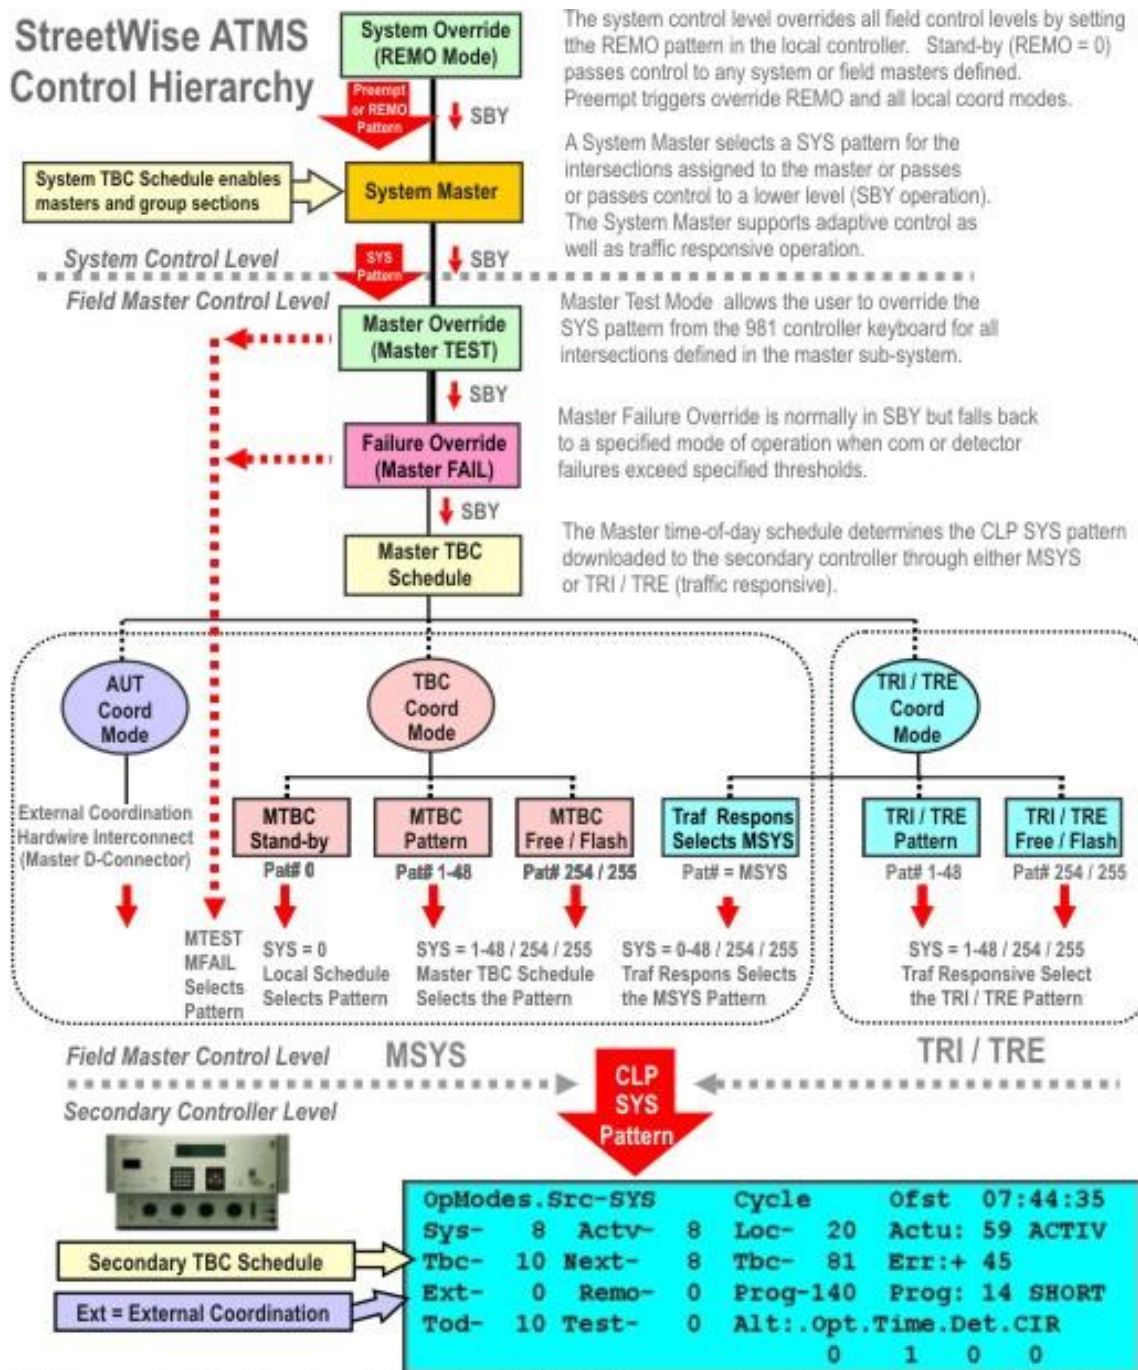 StreetWise ATMS
Control Hierarchy
System Override
(REMO Mode)
The system control level overrides all field control levels by setting
tthe REMO pattern in the local controller. Stand-by (REMO = 0)
passes control to any system or field masters defined.
Preempt triggers override REMO and all local coord modes.
Preempt
or REMO
Pattern
SBY
System TBC Schedule enables
masters and group sections
System Master
A System Master selects a SYS pattern for the
intersections assigned to the master or passes
or passes control to a lower level (SBY operation).
The System Master supports adaptive control as
well as traffic responsive operation.
System Control Level
SYS
Pattern
SBY
Field Master Control Level
Master Override
(Master TEST)
Master Test Mode allows the user to override the
SYS pattern from the 981 controller keyboard for all
intersections defined in the master sub-system.
SBY
Failure Override
(Master FAIL)
Master Failure Override is normally in SBY but falls back
to a specified mode of operation when com or detector
failures exceed specified thresholds.
SBY
Master TBC
Schedule
The Master time-of-day schedule determines the CLP SYS pattern
downloaded to the secondary controller through either MSYS
or TRI / TRE (traffic responsive).
AUT
Coord
Mode
TBC
Coord
Mode
TRI / TRE
Coord
Mode
External Coordination
Hardwire Interconnect
(Master D-Connector)
MTBC
Stand-by
Pat# 0
MTBC
Pattern
Pat# 1-48
MTBC
Free / Flash
Pat# 254 / 255
Traf Respons
Selects MSYS
Pat# = MSYS
TRI / TRE
Pattern
Pat# 1-48
TRI / TRE
Free / Flash
Pat# 254 / 255
MTEST
MFAIL
Selects
Pattern
SYS = 0
Local Schedule
Selects Pattern
SYS = 1-48 / 254 / 255
Master TBC Schedule
Selects the Pattern
SYS = 0-48 / 254 / 255
Traf Respons Selects
the MSYS Pattern
SYS = 1-48 / 254 / 255
Traf Responsive Select
the TRI / TRE Pattern
Field Master Control Level
MSYS
TRI / TRE
CLP
SYS
Pattern
Secondary Controller Level
Secondary TBC Schedule
Ext = External Coordination
OpModes.Src-SYS Cycle Ofst 07:44:35
Sys- 8 Actv- 8 Loc- 20 Actu: 59 ACTIV
Tbc- 10 Next- 8 Tbc- 81 Err:+ 45
Ext- 0 Remo- 0 Prog-140 Prog: 14 SHORT
Tod- 10 Test- 0 Alt:.Opt.Time.Det.CIR
0 1 0 0